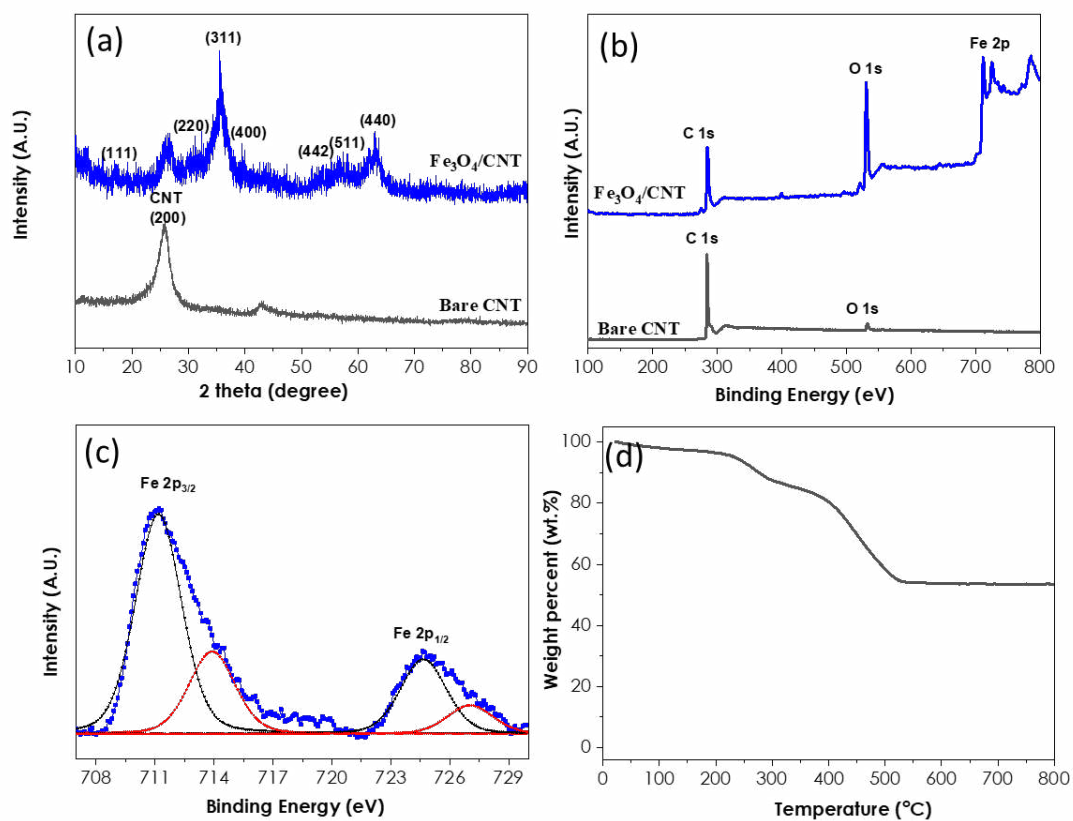 (a)
(311)
(440)
(220)
(400)
(442)
(511)
(111)
Fe₃O₄/CNT
CNT
(200)
Bare CNT
Intensity (A.U.)
10 20 30 40 50 60 70 80 90
2 theta (degree)
(b)
Fe 2p
O 1s
C 1s
Fe₃O₄/CNT
C 1s
O 1s
Bare CNT
Intensity (A.U.)
100 200 300 400 500 600 700 800
Binding Energy (eV)
(c)
Fe 2p₃/₂
Fe 2p₁/₂
Intensity (A.U.)
708 711 714 717 720 723 726 729
Binding Energy (eV)
(d)
100
80
60
40
20
0
Weight percent (wt.%)
0 100 200 300 400 500 600 700 800
Temperature (°C)